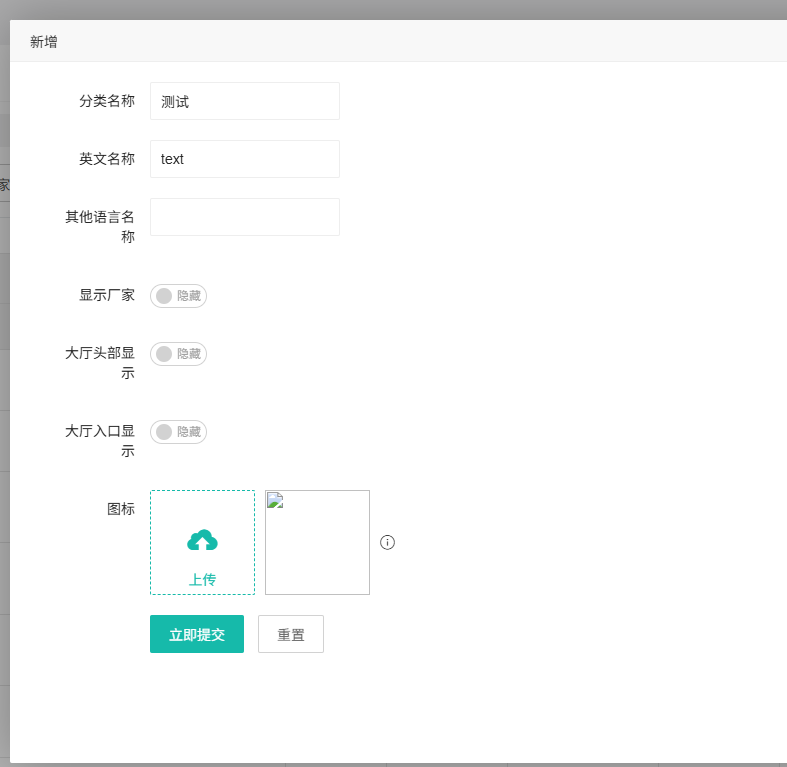 新增
分类名称
测试
英文名称
text
其他语言名
称
显示厂家
隐藏
大厅头部显
示
隐藏
大厅入口显
示
隐藏
图标
上传
立即提交
重置
家